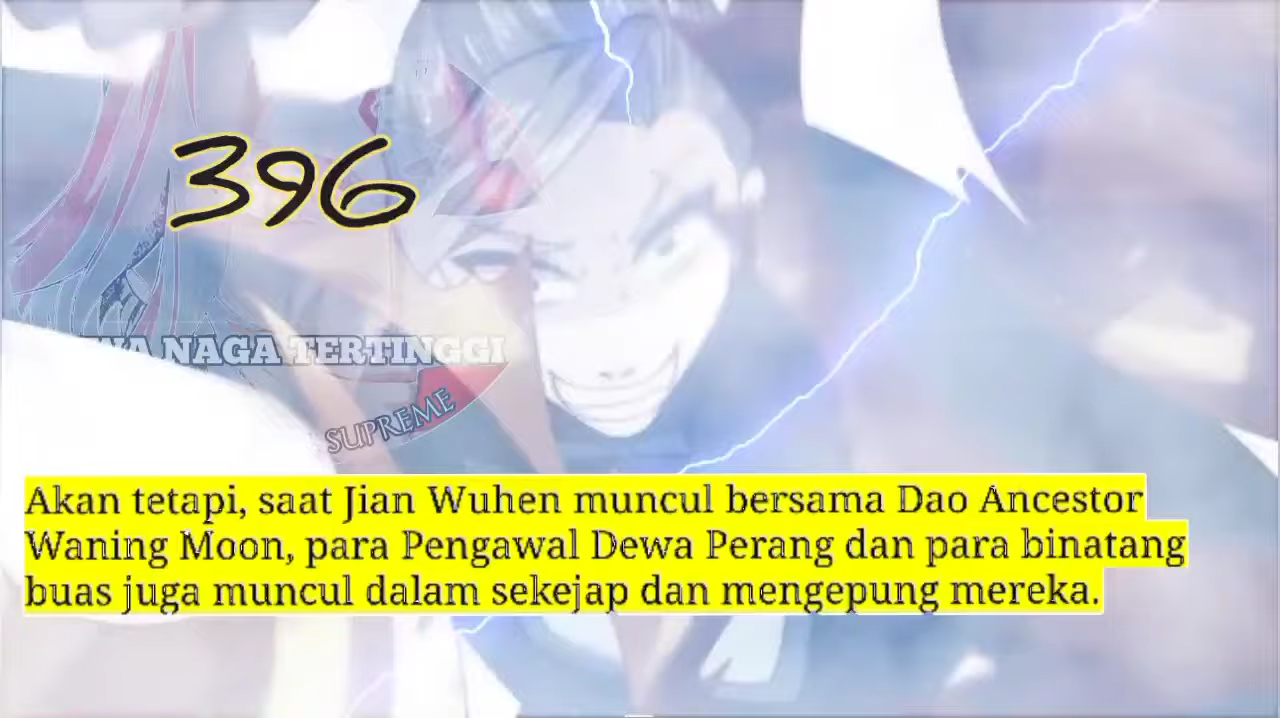 396
NAGA TERTINGGI
SUPREME
Akan tetapi, saat Jian Wuhen muncul bersama Dao Ancestor
Waning Moon, para Pengawal Dewa Perang dan para binatang
buas juga muncul dalam sekejap dan mengepung mereka.